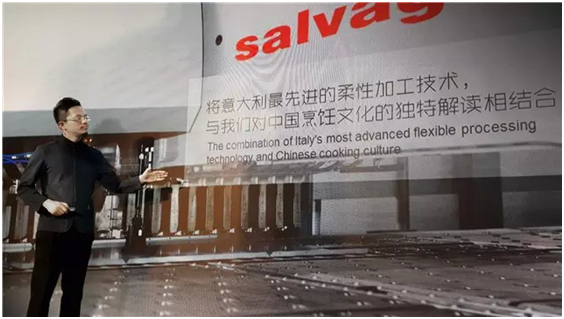 salvag
将意大利最先进的柔性加工技术，
与我们对中国烹饪文化的独特解读相结合
The combination of Italy's most advanced flexible processing
technology and Chinese cooking culture